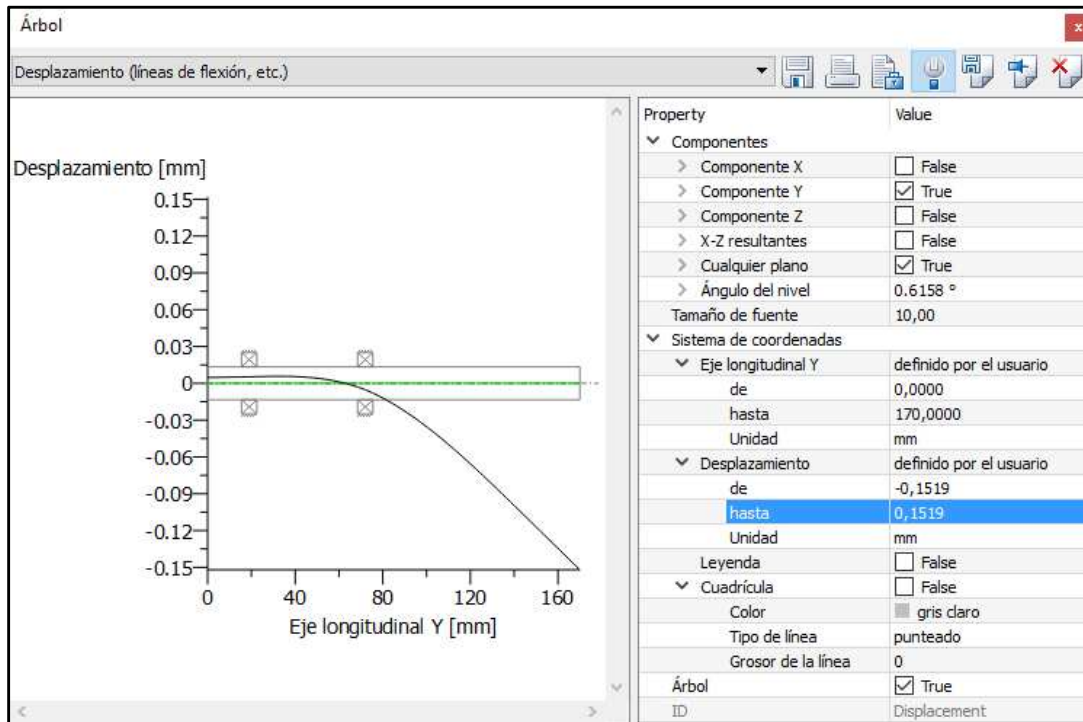 Árbol
x
Desplazamiento (líneas de flexión, etc.)
Desplazamiento [mm]
0.15
0.12
0.09
0.06
0.03
0
-0.03
-0.06
-0.09
-0.12
-0.15
0 40 80 120 160
Eje longitudinal Y [mm]
Property Value
Componentes
Componente X False
Componente Y True
Componente Z False
X-Z resultantes False
Cualquier plano True
Ángulo del nivel 0.6158 °
Tamaño de fuente 10,00
Sistema de coordenadas
Eje longitudinal Y definido por el usuario
de 0,0000
hasta 170,0000
Unidad mm
Desplazamiento definido por el usuario
de -0,1519
hasta 0,1519
Unidad mm
Leyenda False
Cuadrícula False
Color gris claro
Tipo de línea punteado
Grosor de la línea 0
Árbol True
ID Displacement